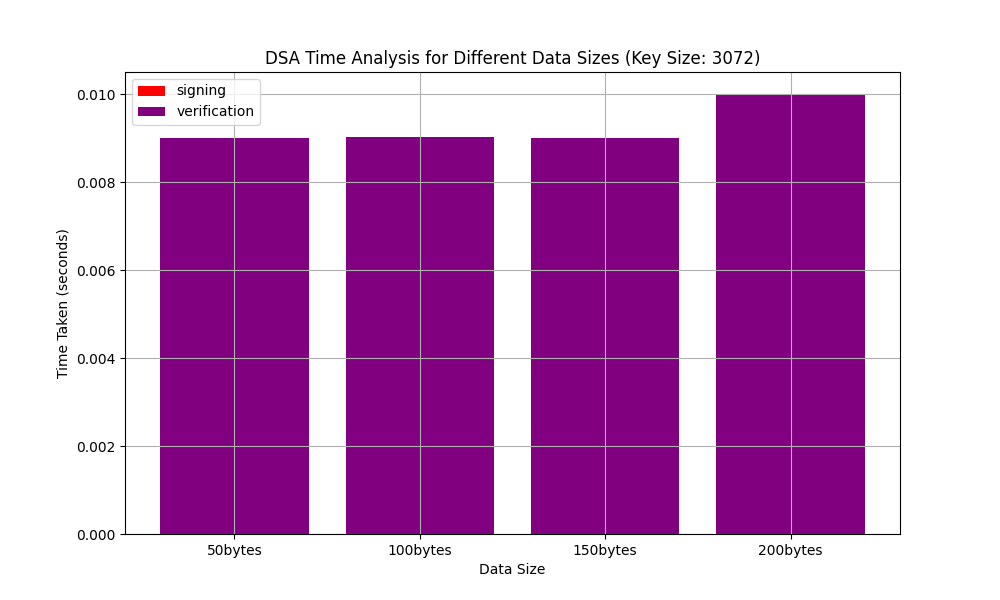 DSA Time Analysis for Different Data Sizes (Key Size: 3072)
signing
verification
Time Taken (seconds)
0.010
0.008
0.006
0.004
0.002
0.000
50bytes 100bytes 150bytes 200bytes
Data Size